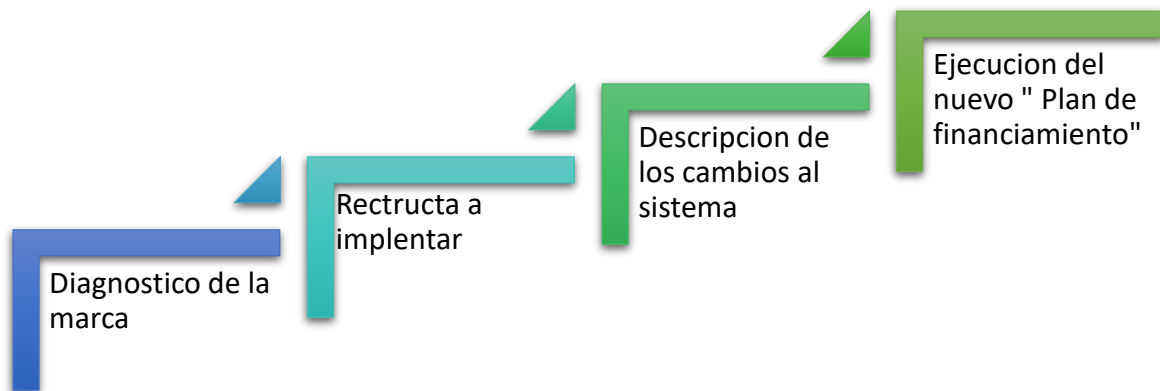 Diagnostico de la
marca
Rectructa a
implentar
Descripcion de
los cambios al
sistema
Ejecucion del
nuevo " Plan de
financiamiento"